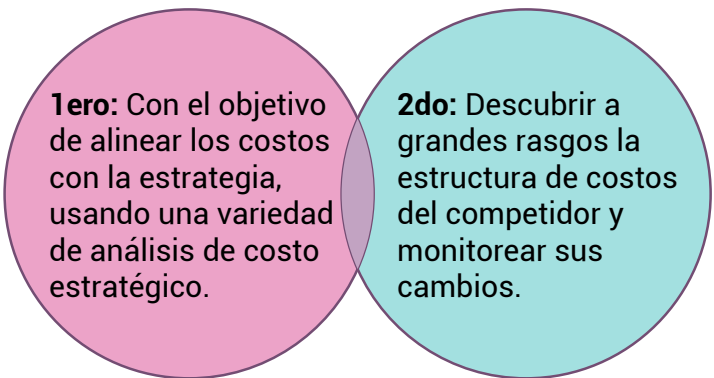 1ero: Con el objetivo
de alinear los costos
con la estrategia,
usando una variedad
de análisis de costo
estratégico.
2do: Descubrir a
grandes rasgos la
estructura de costos
del competidor y
monitorear sus
cambios.